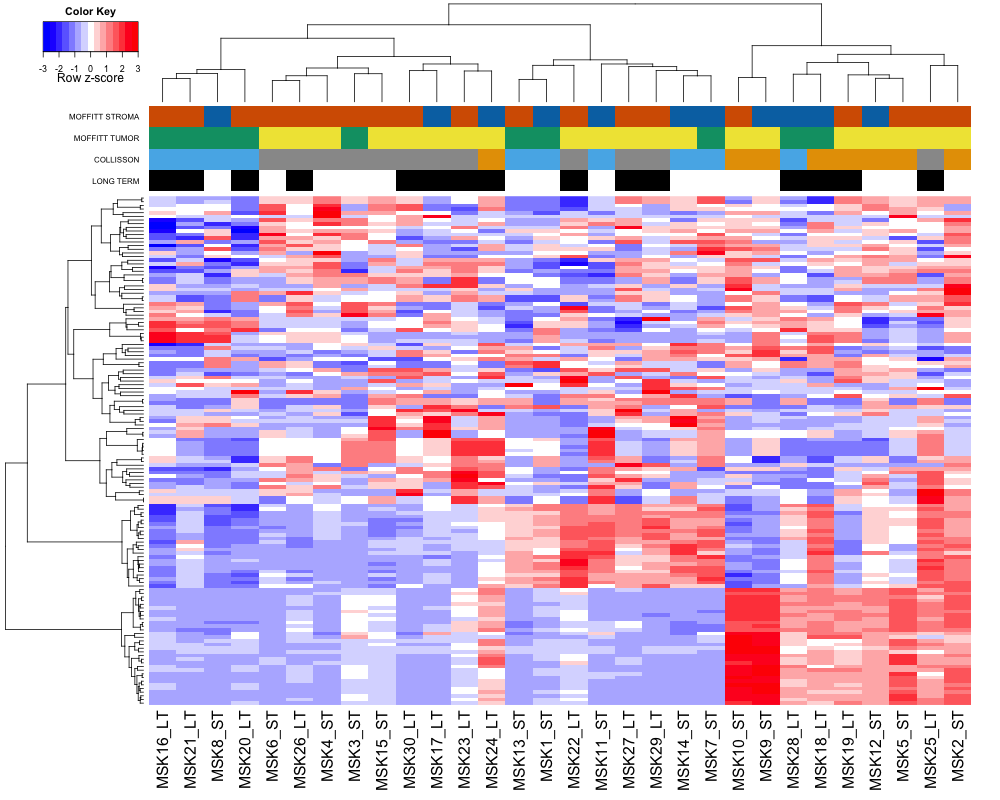 Color Key
-3 -2 -1 0 1 2 3
Row z-score
MOFFITT STROMA
MOFFITT TUMOR
COLLISSON
LONG TERM
MSK16_LT
MSK21_LT
MSK8_ST
MSK20_LT
MSK6_ST
MSK26_LT
MSK4_ST
MSK3_ST
MSK15_ST
MSK30_LT
MSK17_LT
MSK23_LT
MSK24_LT
MSK13_ST
MSK1_ST
MSK22_LT
MSK11_ST
MSK27_LT
MSK29_LT
MSK14_ST
MSK7_ST
MSK10_ST
MSK9_ST
MSK28_LT
MSK18_LT
MSK19_LT
MSK12_ST
MSK5_ST
MSK25_LT
MSK2_ST